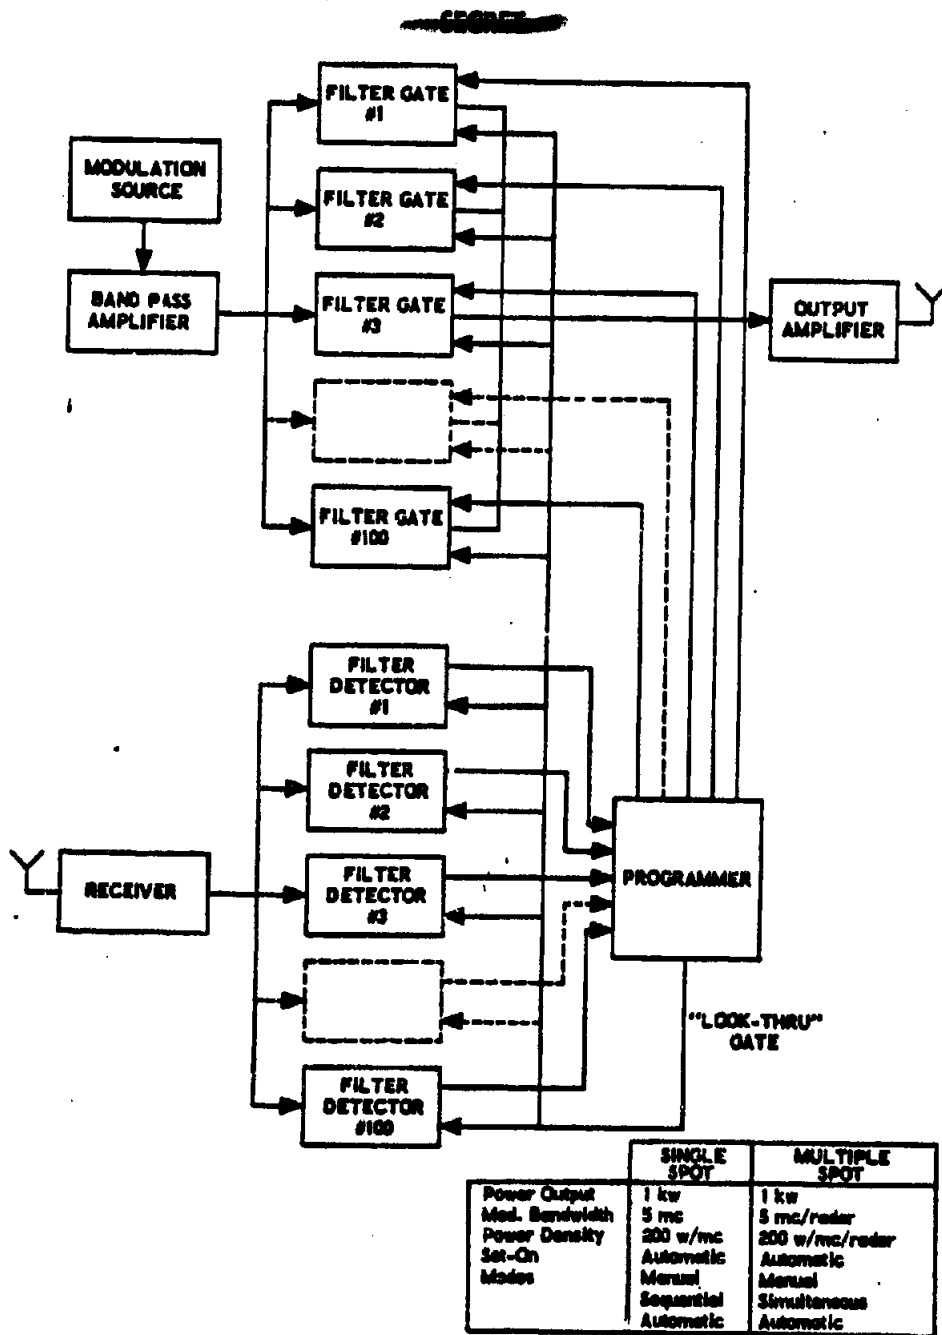 SECRET
FILTER GATE
#1
MODULATION
SOURCE
FILTER GATE
#2
BAND PASS
AMPLIFIER
FILTER GATE
#3
OUTPUT
AMPLIFIER
FILTER GATE
#100
FILTER
DETECTOR
#1
FILTER
DETECTOR
#2
RECEIVER
FILTER
DETECTOR
#3
PROGRAMMER
"LOOK-THRU"
GATE
FILTER
DETECTOR
#100
SINGLE
SPOT
MULTIPLE
SPOT
Power Output 1 kw 1 kw
Mod. Bandwidth 5 mc 5 mc/radar
Power Density 200 w/mc 200 w/mc/radar
Set-On Automatic Automatic
Modes Manual Manual
Sequential Simultaneous
Automatic Automatic